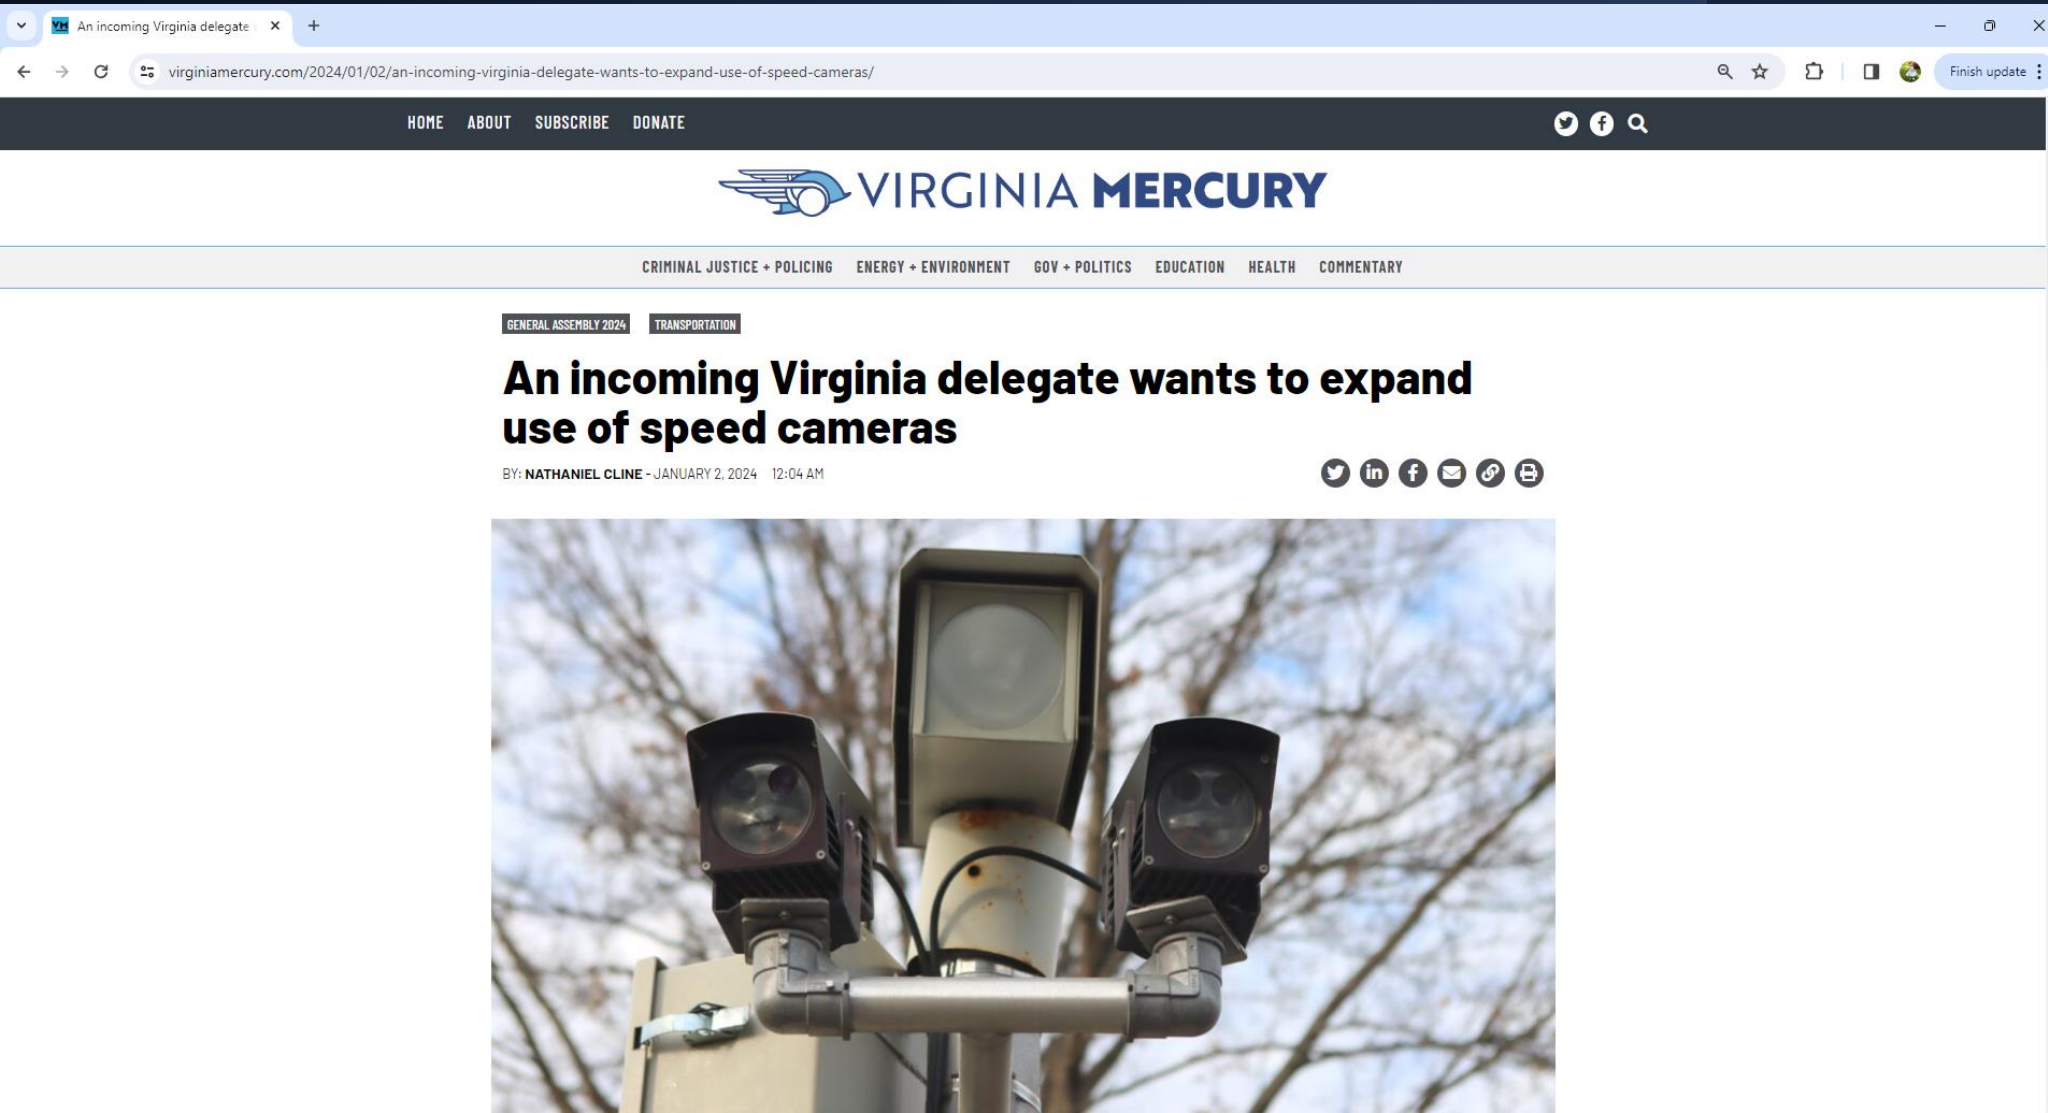 VM An incoming Virginia delegate
virginiamercury.com/2024/01/02/an-incoming-virginia-delegate-wants-to-expand-use-of-speed-cameras/
Finish update
HOME ABOUT SUBSCRIBE DONATE
VIRGINIA MERCURY
CRIMINAL JUSTICE + POLICING ENERGY + ENVIRONMENT GOV + POLITICS EDUCATION HEALTH COMMENTARY
GENERAL ASSEMBLY 2024 TRANSPORTATION
An incoming Virginia delegate wants to expand
use of speed cameras
BY: NATHANIEL CLINE - JANUARY 2, 2024 12:04 AM